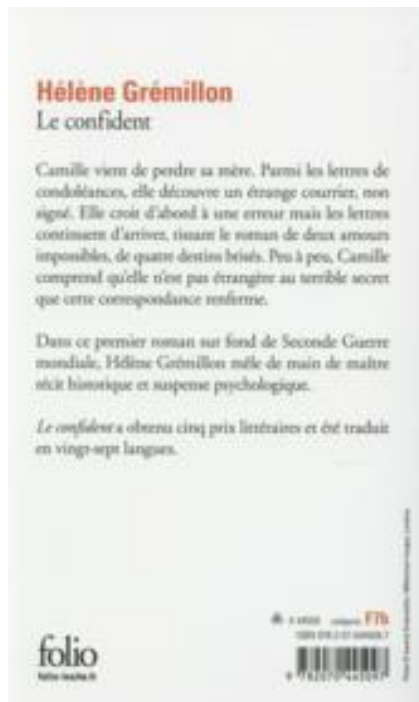 Hélène Grémillon
Le confident
Camille vient de perdre sa mère. Parmi les lettres de
condoléances, elle découvre un étrange courrier, non
signé. Elle croit d'abord à une erreur mais les lettres
continuent d'arriver, tissant le roman de deux amours
impossibles, de quatre destins brisés. Peu à peu, Camille
comprend qu'elle n'est pas étrangère au terrible secret
que cette correspondance renferme.
Dans ce premier roman sur fond de Seconde Guerre
mondiale, Hélène Grémillon mêle de main de maître
récit historique et suspense psychologique.
Le confident a obtenu cinq prix littéraires et été traduit
en vingt-sept langues.
catégorie F7b
folio
folio-lesite.fr